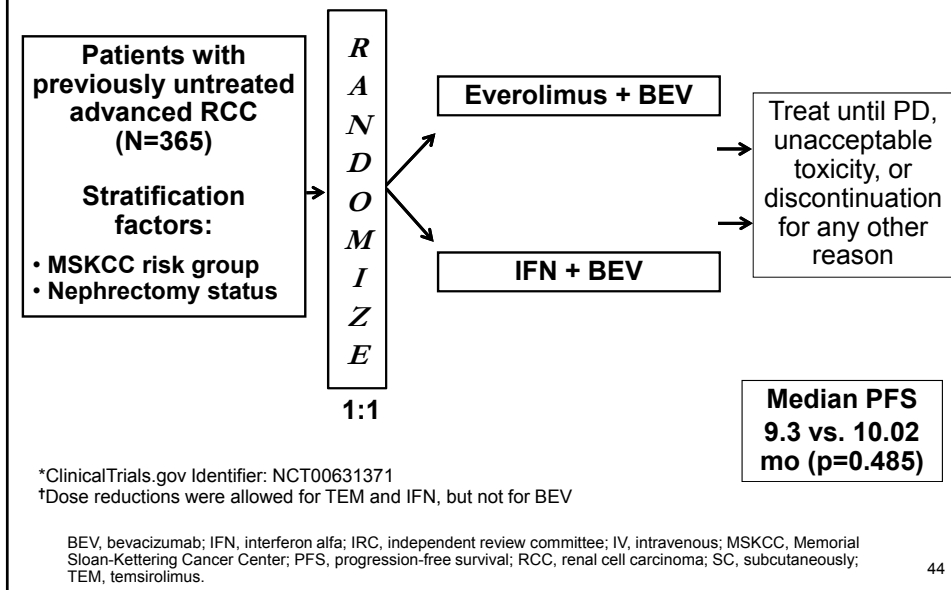 Patients with
previously untreated
advanced RCC
(N=365)
Stratification
factors:
• MSKCC risk group
• Nephrectomy status
R
A
N
D
O
M
I
Z
E
1:1
Everolimus + BEV
IFN + BEV
Treat until PD,
unacceptable
toxicity, or
discontinuation
for any other
reason
Median PFS
9.3 vs. 10.02
mo (p=0.485)
*ClinicalTrials.gov Identifier: NCT00631371
†Dose reductions were allowed for TEM and IFN, but not for BEV
BEV, bevacizumab; IFN, interferon alfa; IRC, independent review committee; IV, intravenous; MSKCC, Memorial
Sloan-Kettering Cancer Center; PFS, progression-free survival; RCC, renal cell carcinoma; SC, subcutaneously;
TEM, temsirolimus.
44